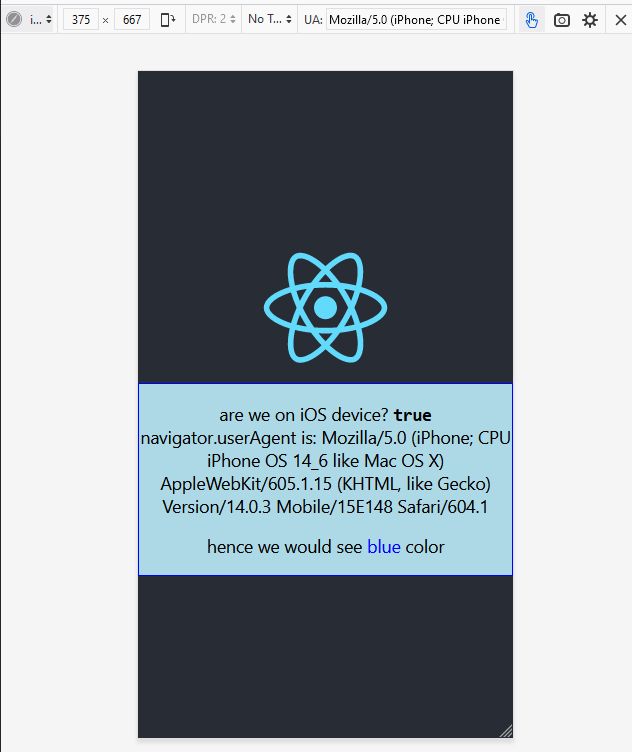 i... 375 × 667 DPR: 2 No T... UA: Mozilla/5.0 (iPhone; CPU iPhone
are we on iOS device? true
navigator.userAgent is: Mozilla/5.0 (iPhone; CPU
iPhone OS 14_6 like Mac OS X)
AppleWebKit/605.1.15 (KHTML, like Gecko)
Version/14.0.3 Mobile/15E148 Safari/604.1
hence we would see blue color